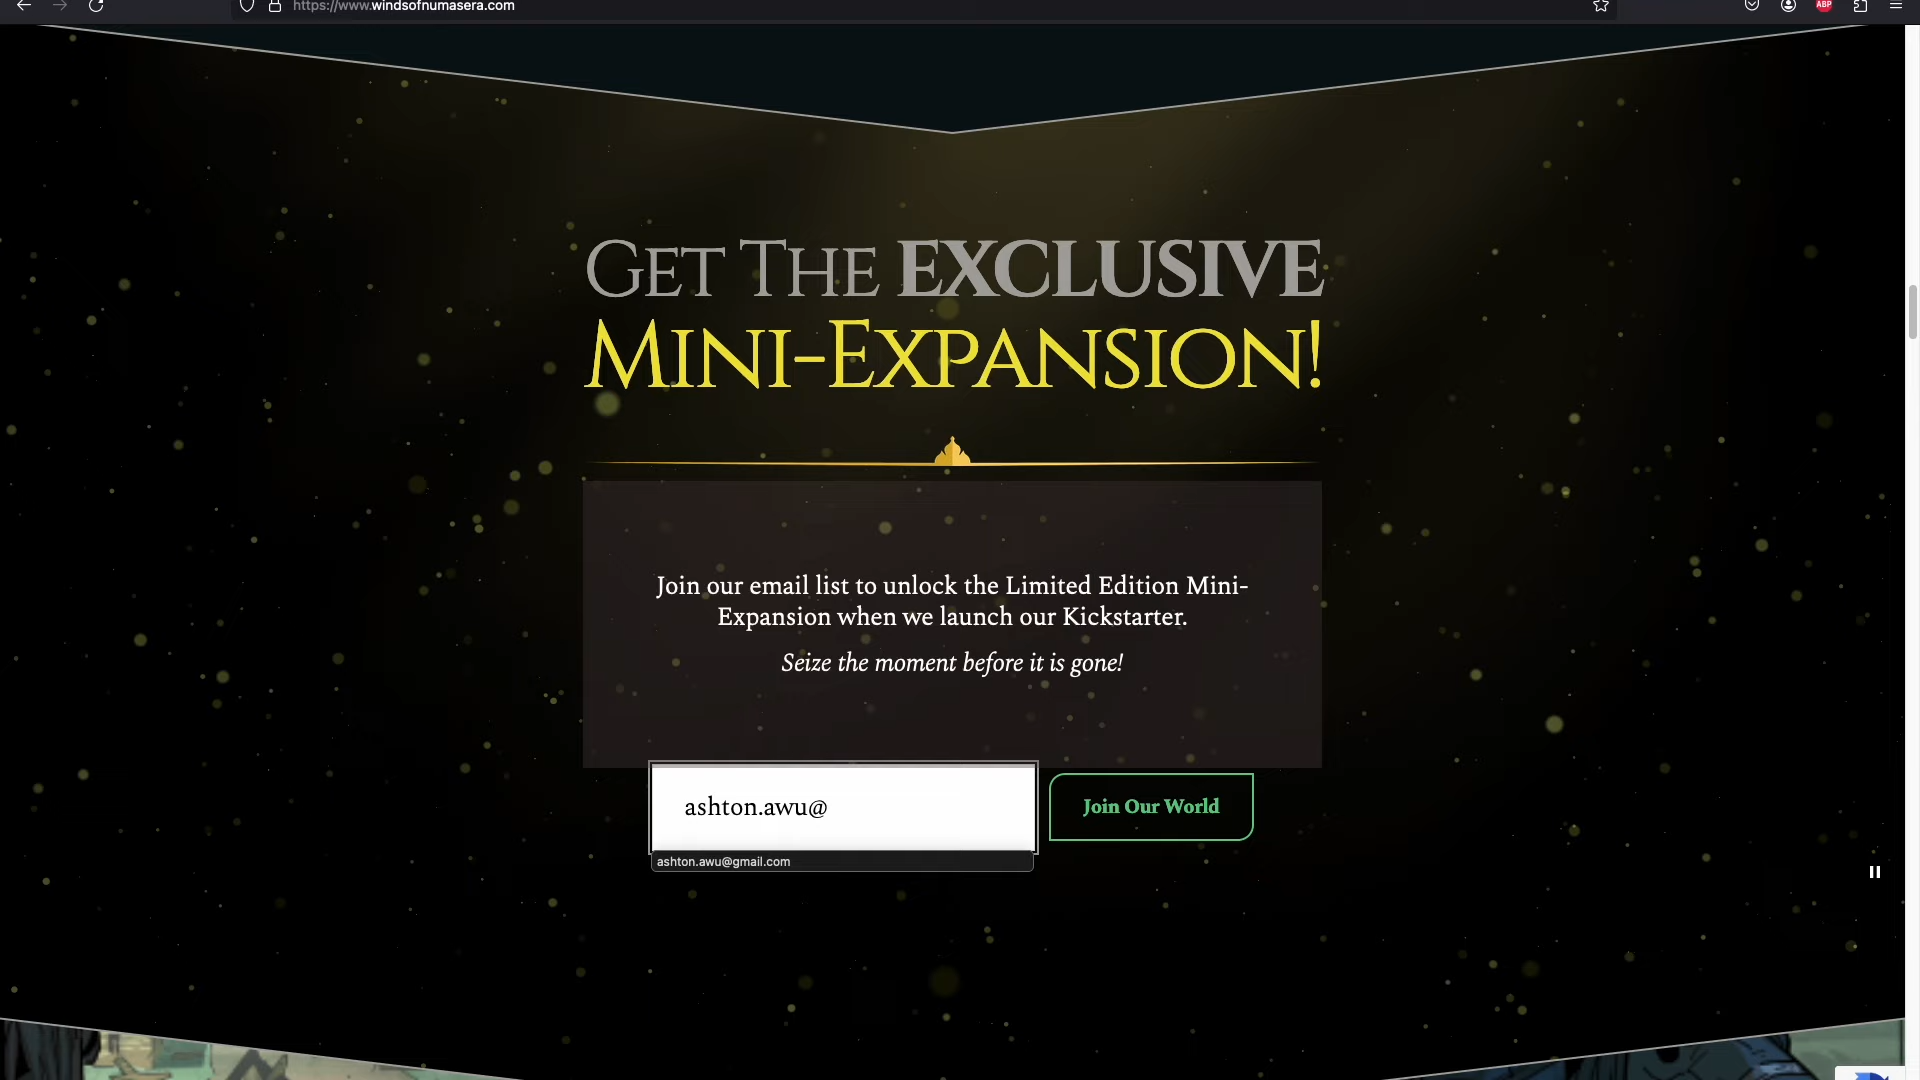 https://www.windsofnumasera.com
ABP
GET THE EXCLUSIVE
MINI-EXPANSION!
Join our email list to unlock the Limited Edition Mini-
Expansion when we launch our Kickstarter.
Seize the moment before it is gone!
ashton.awu@
Join Our World
ashton.awu@gmail.com